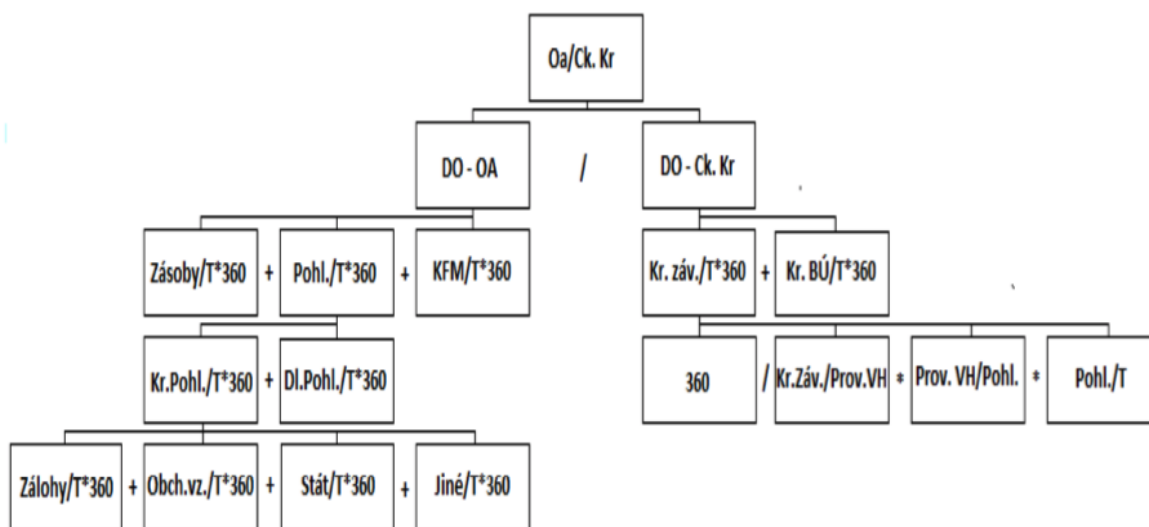 Oa/Ck. Kr
DO - OA / DO - Ck. Kr
Zásoby/T*360 + Pohl./T*360 + KFM/T*360 Kr. záv./T*360 + Kr. BÚ/T*360
Kr.Pohl./T*360 + Dl.Pohl./T*360 360 / Kr.Záv./Prov.VH * Prov. VH/Pohl. * Pohl./T
Zálohy/T*360 + Obch.vz./T*360 + Stát/T*360 + Jiné/T*360